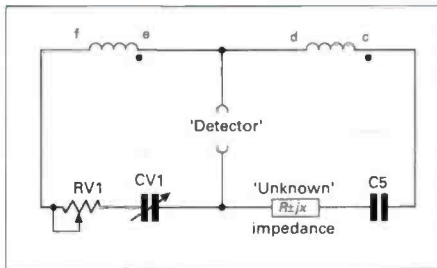 f e d c
'Detector'
RV1 CV1 'Unknown' C5
R±jx
impedance